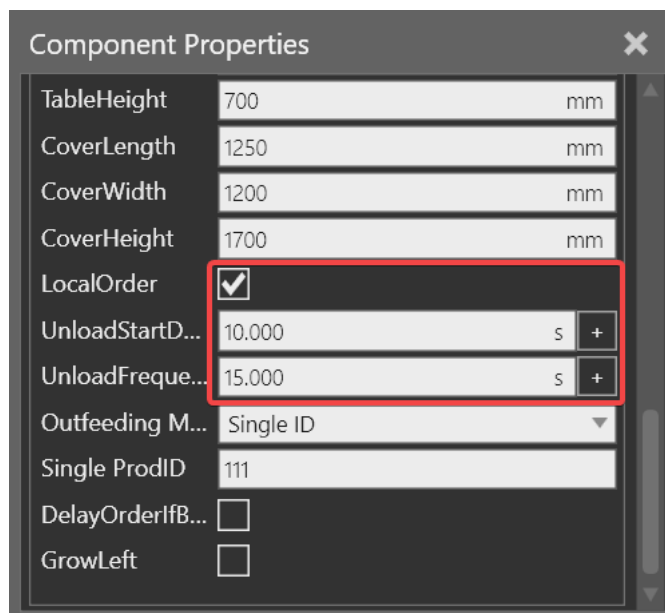 Component Properties
TableHeight 700 mm
CoverLength 1250 mm
CoverWidth 1200 mm
CoverHeight 1700 mm
LocalOrder
UnloadStartD... 10.000 s +
UnloadFreque... 15.000 s +
Outfeeding M... Single ID
Single ProdID 111
DelayOrderIfB...
GrowLeft